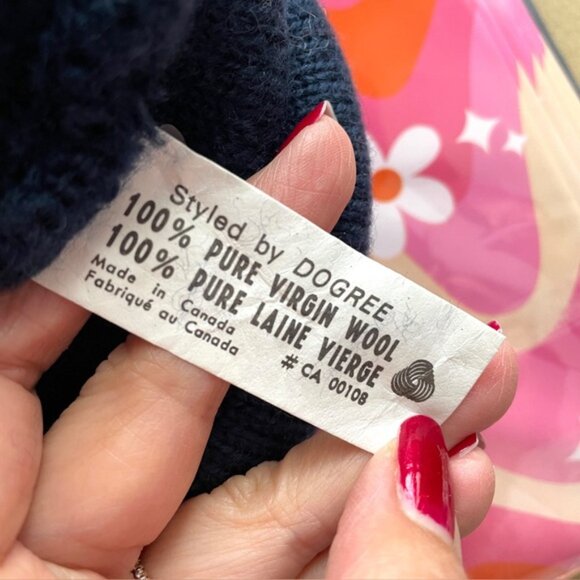 Styled by DOGREE
100% PURE VIRGIN WOOL
100% PURE LAINE VIERGE
Made in Canada
Fabriqué au Canada
# CA 00108